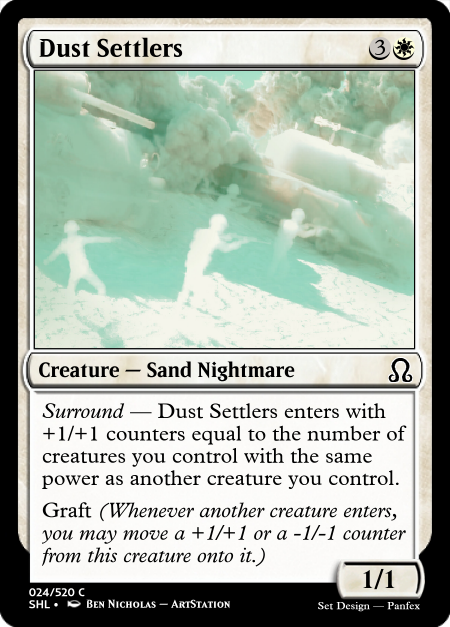 Dust Settlers 3
Creature — Sand Nightmare
Surround — Dust Settlers enters with
+1/+1 counters equal to the number of
creatures you control with the same
power as another creature you control.
Graft (Whenever another creature enters,
you may move a +1/+1 or a -1/-1 counter
from this creature onto it.)
1/1
024/520 C
SHL • Ben Nicholas — ArtStation
Set Design — Panfex